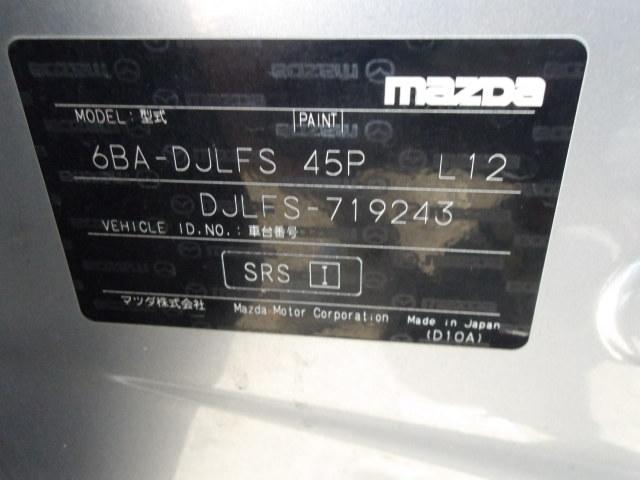 mazda
MODEL:型式 PAINT
6BA-DJLFS 45P L12
DJLFS-719243
VEHICLE ID.NO.:車台番号
SRS I
マツダ株式会社 Mazda Motor Corporation Made in Japan
(D10A)